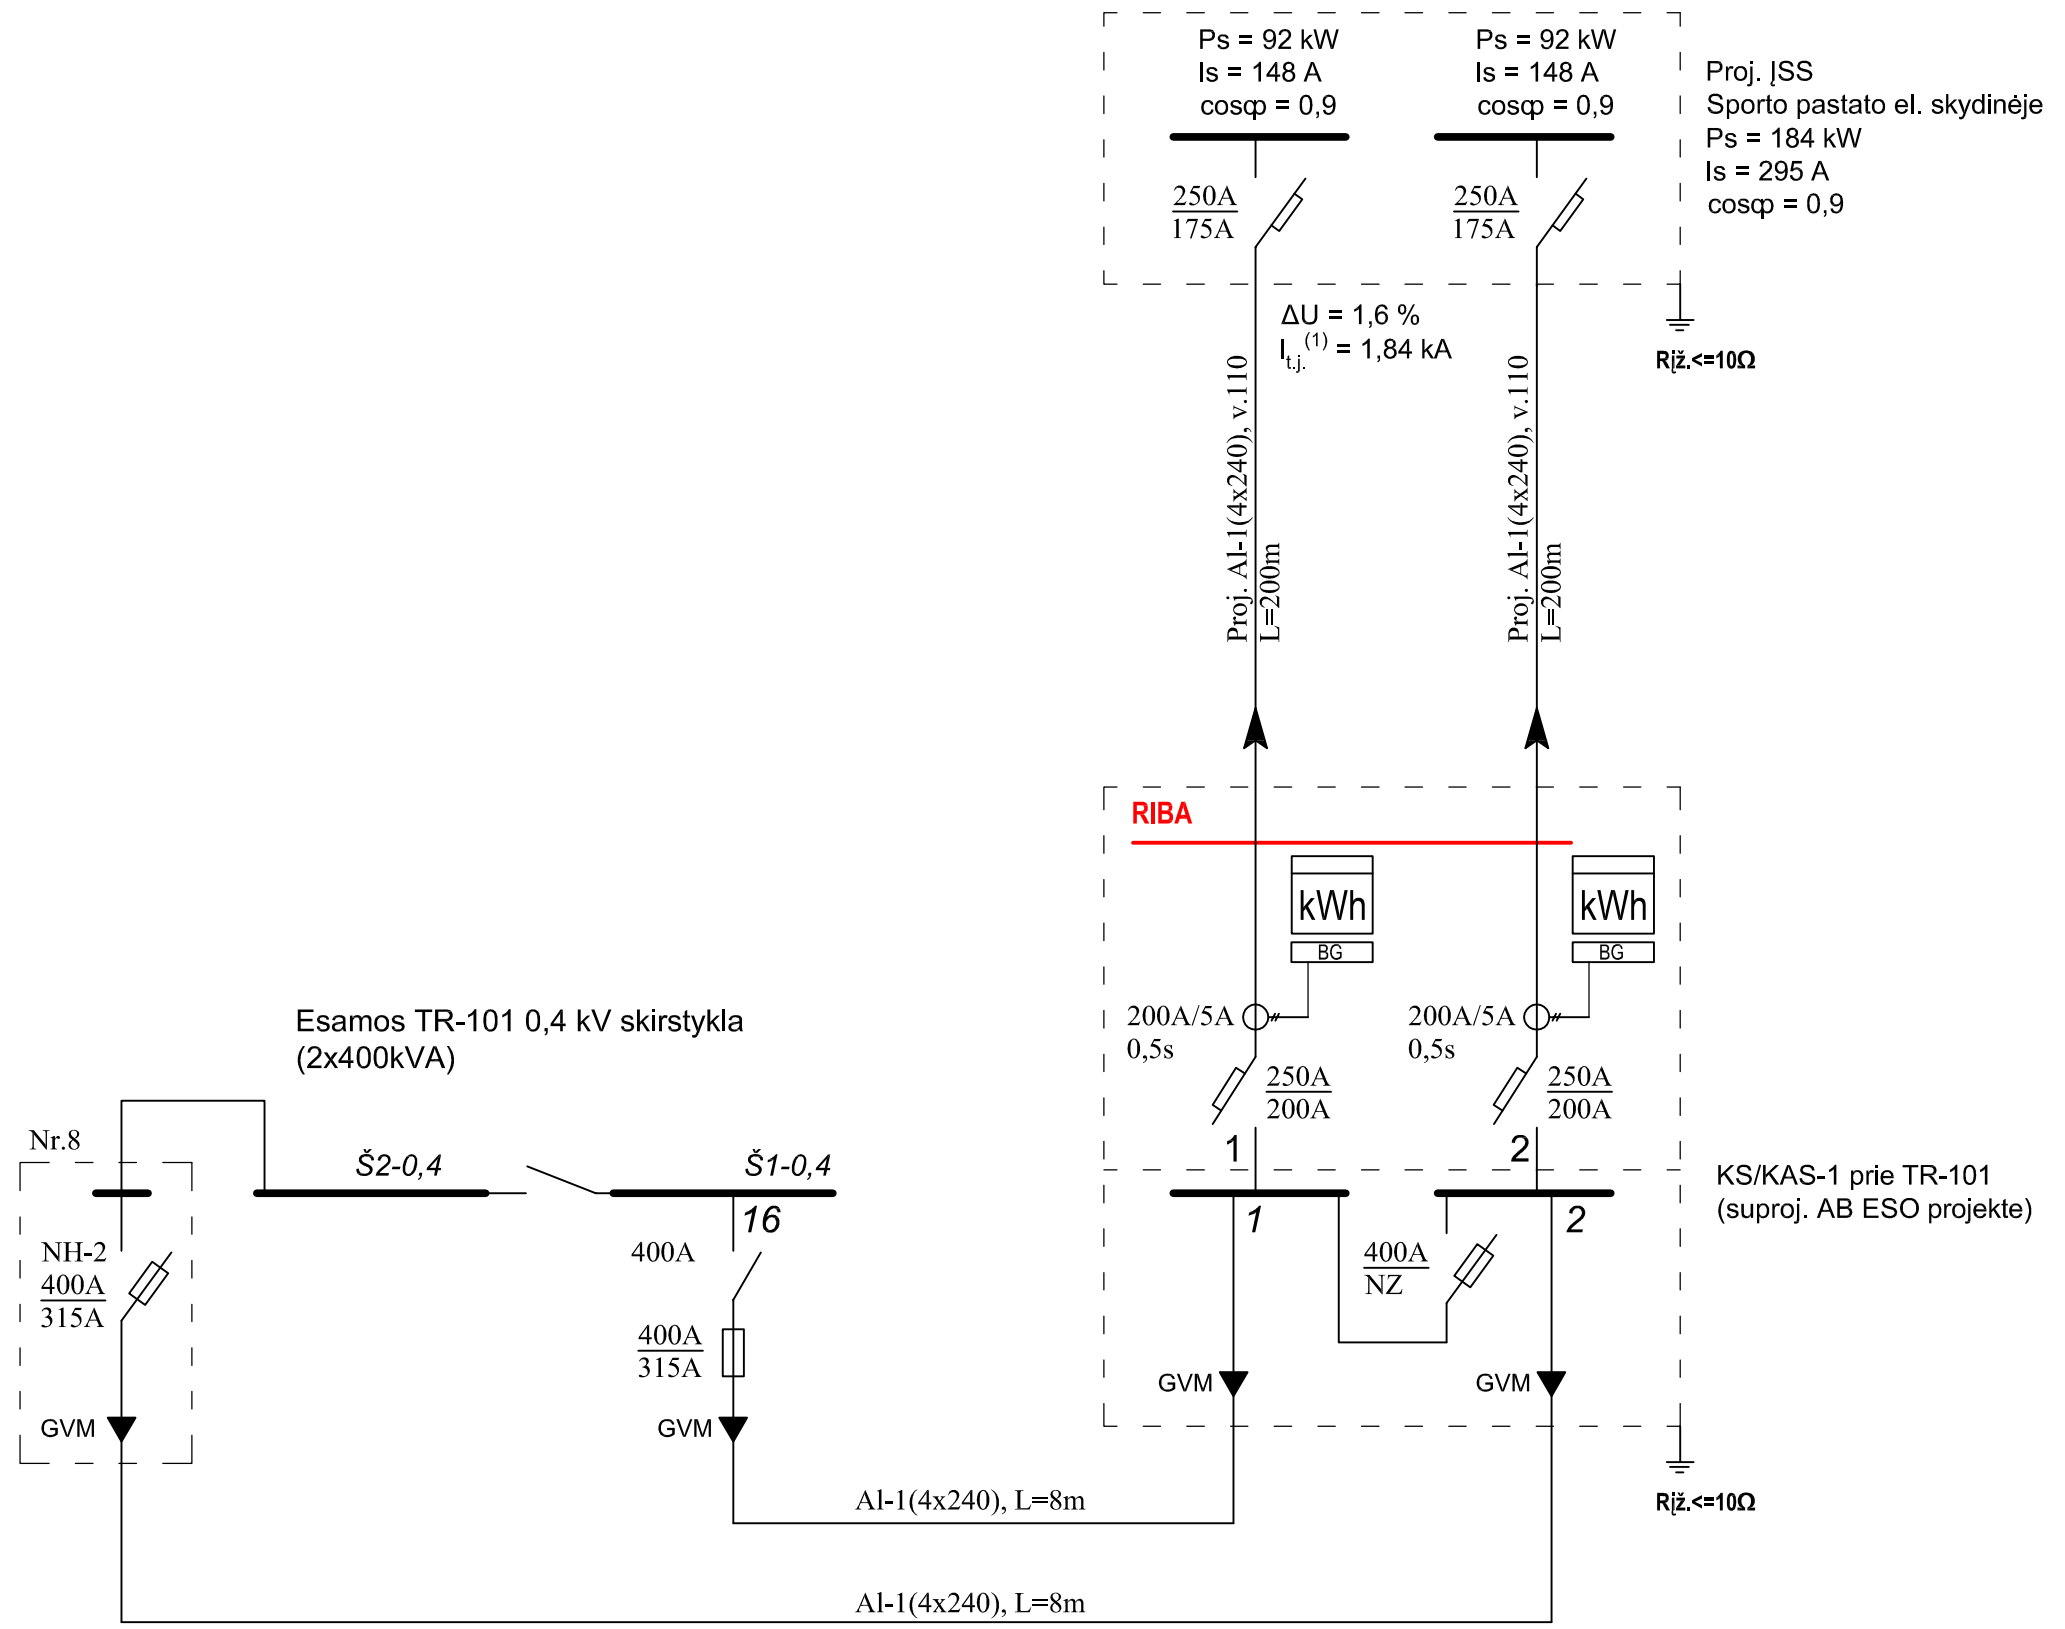 Ps = 92 kW
Is = 148 A
cosφ = 0,9
Ps = 92 kW
Is = 148 A
cosφ = 0,9
Proj. ĮSS
Sporto pastato el. skydinėje
Ps = 184 kW
Is = 295 A
cosφ = 0,9
250A
175A
250A
175A
ΔU = 1,6 %
It.j.(1) = 1,84 kA
Rįž.<=10Ω
Proj. Al-1(4x240), v.110
L=200m
Proj. Al-1(4x240), v.110
L=200m
RIBA
kWh
BG
kWh
BG
200A/5A
0,5s
200A/5A
0,5s
250A
200A
250A
200A
1
2
Esamos TR-101 0,4 kV skirstykla
(2x400kVA)
Nr.8
Š2-0,4
Š1-0,4
KS/KAS-1 prie TR-101
(suproj. AB ESO projekte)
16
1
2
NH-2
400A
315A
400A
400A
315A
400A
NZ
GVM
GVM
GVM
GVM
Al-1(4x240), L=8m
Rįž.<=10Ω
Al-1(4x240), L=8m